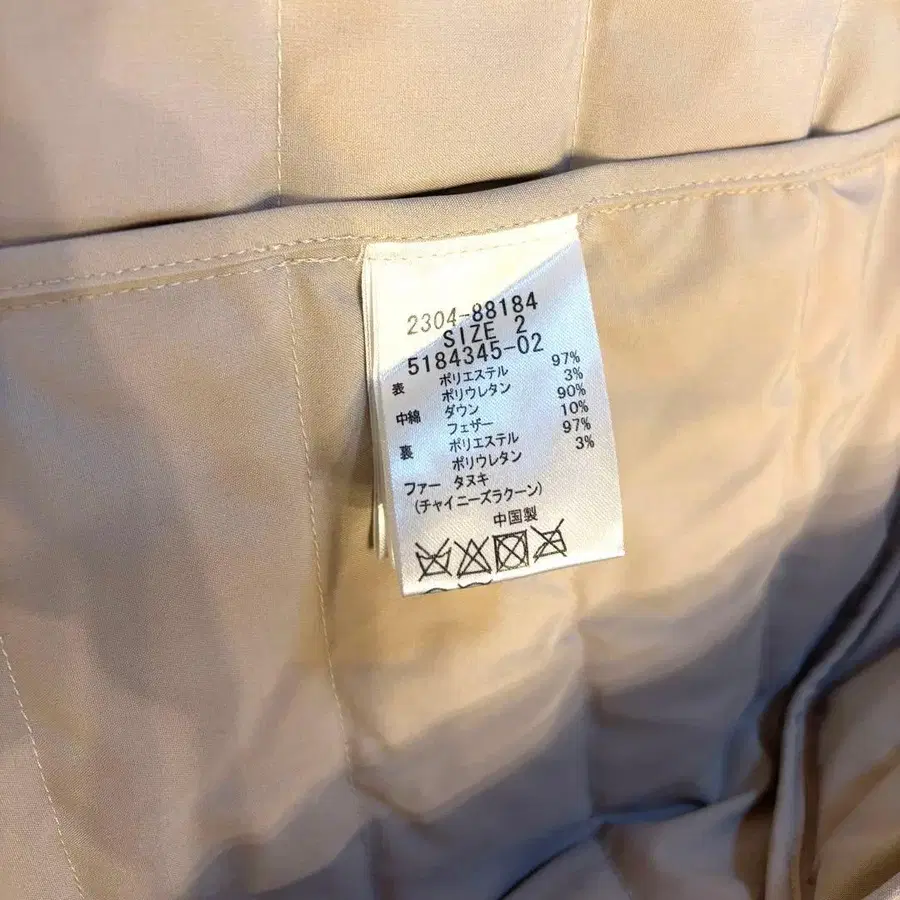 2304-88184
SIZE 2
5184345-02
表 ポリエステル 97%
ポリウレタン 3%
中綿 ダウン 90%
フェザー 10%
裏 ポリエステル 97%
ポリウレタン 3%
ファー タヌキ
(チャイニーズラクーン)
中国製